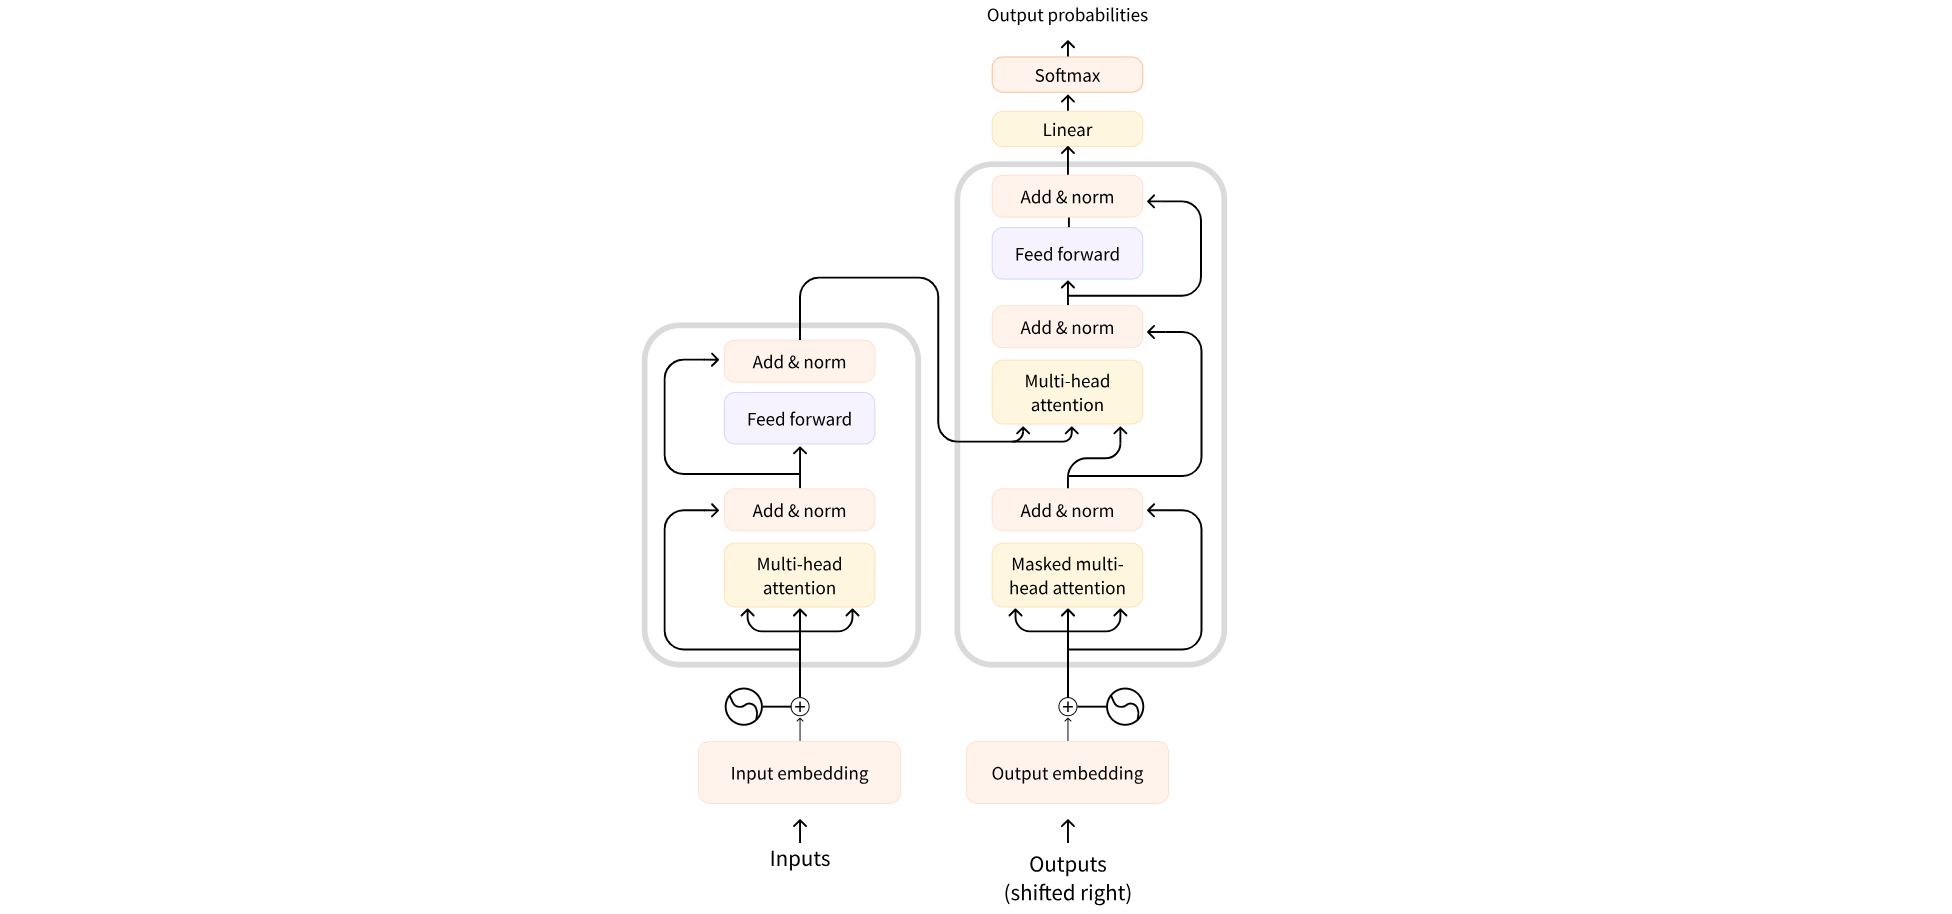 Output probabilities
Softmax
Linear
Add & norm
Feed forward
Add & norm
Multi-head
attention
Add & norm
Masked multi-
head attention
Add & norm
Feed forward
Add & norm
Multi-head
attention
Input embedding
Output embedding
Inputs
Outputs
(shifted right)